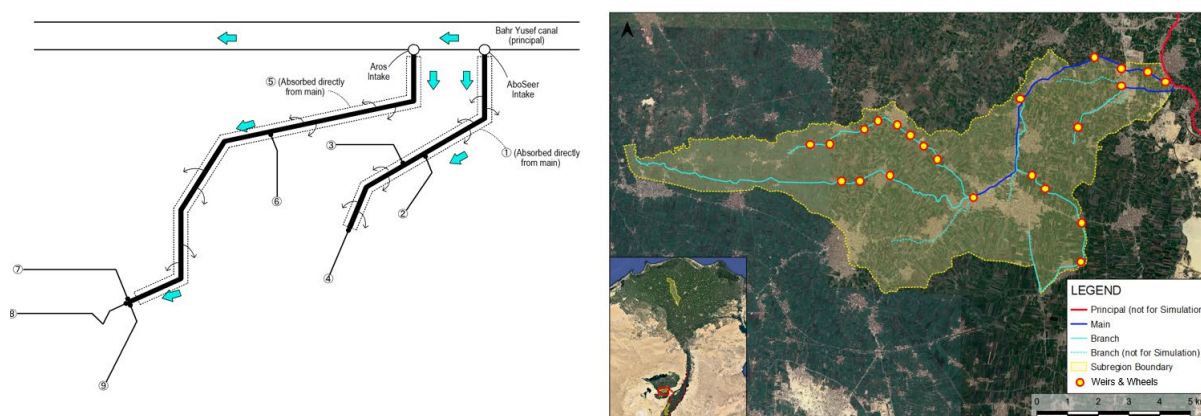 Bahr Yusef canal
(principal)
Aros
Intake
AboSeer
Intake
⑤ (Absorbed directly
from main)
③
① (Absorbed directly
from main)
⑥
②
④
⑦
⑧
⑨
LEGEND
Principal (not for Simulation
Main
Branch
Branch (not for Simulation)
Subregion Boundary
Weirs & Wheels
0 1 2 3 4 5 k